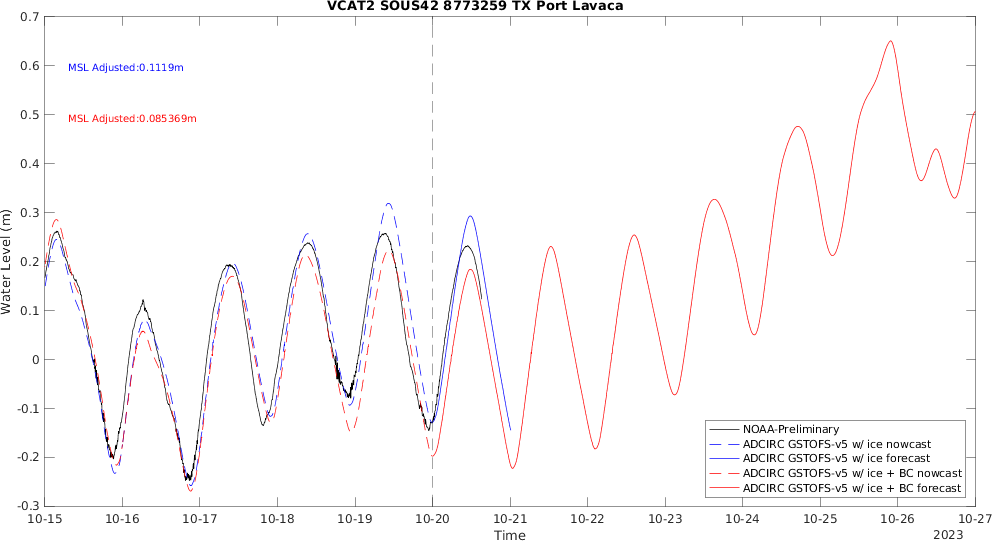 VCAT2 SOUS42 8773259 TX Port Lavaca
MSL Adjusted:0.1119m
MSL Adjusted:0.085369m
Water Level (m)
0.7
0.6
0.5
0.4
0.3
0.2
0.1
0
-0.1
-0.2
-0.3
NOAA-Preliminary
ADCIRC GSTOFS-v5 w/ ice nowcast
ADCIRC GSTOFS-v5 w/ ice forecast
ADCIRC GSTOFS-v5 w/ ice + BC nowcast
ADCIRC GSTOFS-v5 w/ ice + BC forecast
10-15 10-16 10-17 10-18 10-19 10-20 10-21 10-22 10-23 10-24 10-25 10-26 10-27
Time
2023